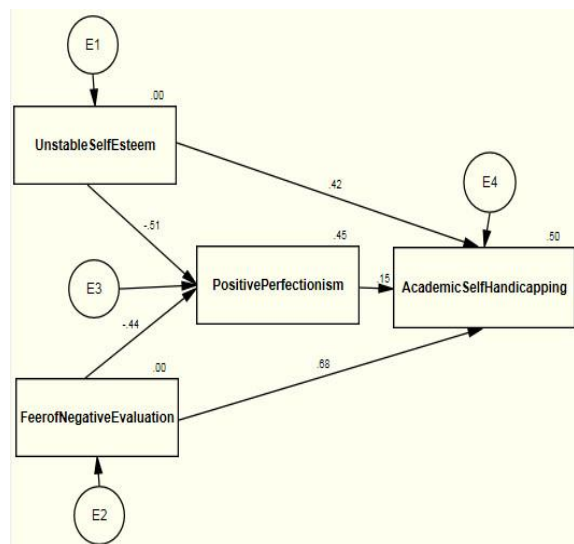 E1
.00
UnstableSelfEsteem
.42
E4
-.51
.45
.50
E3
PositivePerfectionism
.15
AcademicSelfHandicapping
-.44
.00
.68
FeerofNegativeEvaluation
E2